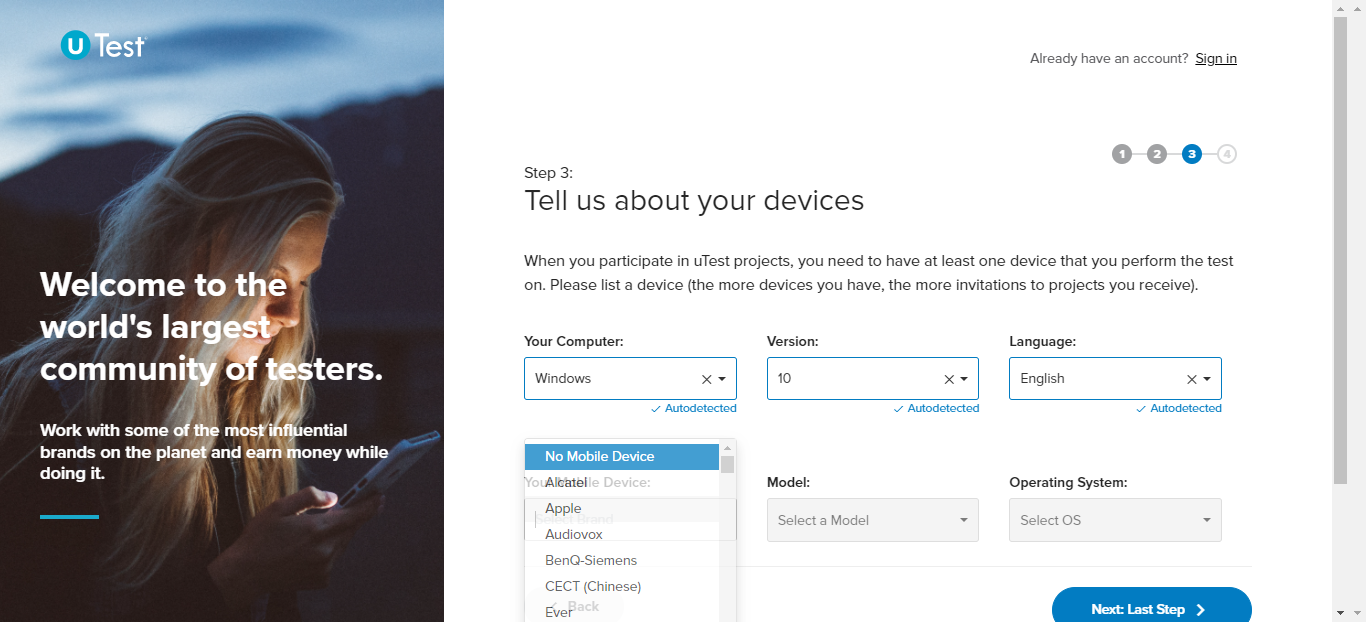 uTest
Already have an account? Sign in
1 2 3 4
Step 3:
Tell us about your devices
Welcome to the
world's largest
community of testers.
Work with some of the most influential
brands on the planet and earn money while
doing it.
When you participate in uTest projects, you need to have at least one device that you perform the test
on. Please list a device (the more devices you have, the more invitations to projects you receive).
Your Computer: Version: Language:
Windows 10 English
Autodetected Autodetected Autodetected
Your Mobile Device: Model: Operating System:
Select Brand Select a Model Select OS
No Mobile Device
Alcatel
Apple
Audiovox
BenQ-Siemens
CECT (Chinese)
Ever
Back
Next: Last Step